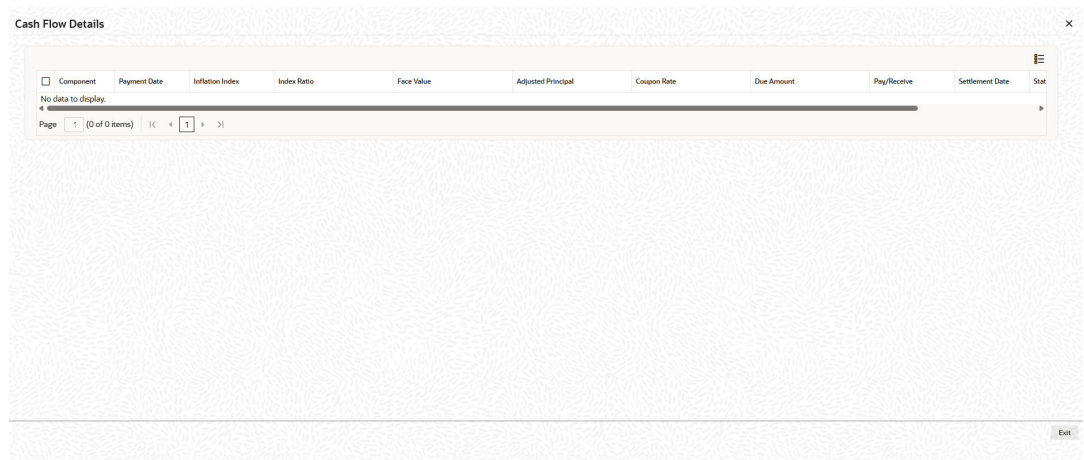 Cash Flow Details
Component Payment Date Inflation Index Index Ratio Face Value Adjusted Principal Coupon Rate Due Amount Pay/Receive Settlement Date Stat
No data to display.
Page 1 (0 of 0 items) 1
Exit